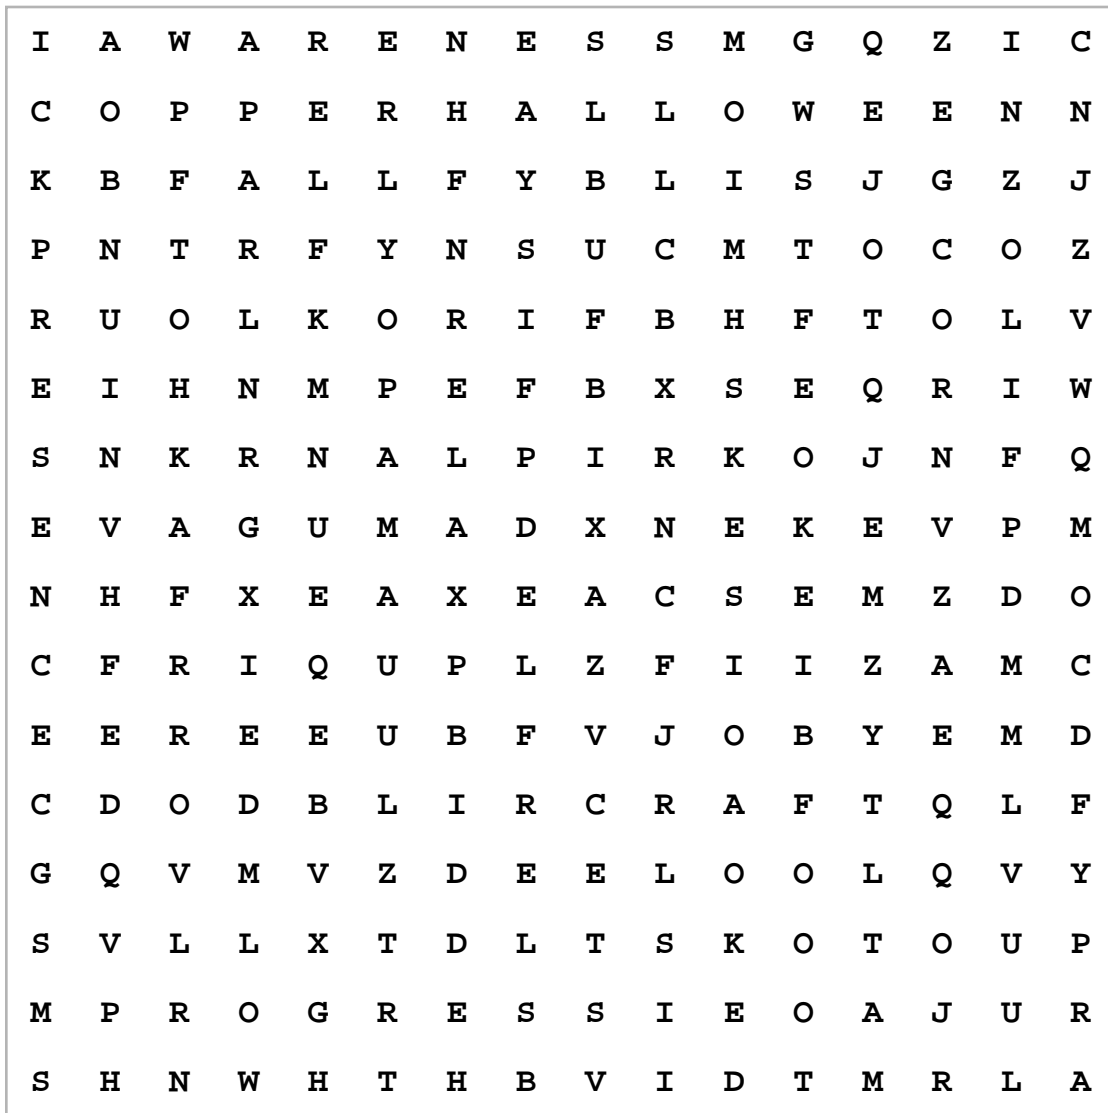 I A W A R E N E S S M G Q Z I C
C O P P E R H A L L O W E E N N
K B F A L L F Y B L I S J G Z J
P N T R F Y N S U C M T O C O Z
R U O L K O R I F B H F T O L V
E I H N M P E F B X S E Q R I W
S N K R N A L P I R K O J N F Q
E V A G U M A D X N E K E V P M
N H F X E A X E A C S E M Z D O
C F R I Q U P L Z F I I Z A M C
E E R E E U B F V J O B Y E M D
C D O D B L I R C R A F T Q L F
G Q V M V Z D E E L O O L Q V Y
S V L L X T D L T S K O T O U P
M P R O G R E S S I E O A J U R
S H N W H T H B V I D T M R L A